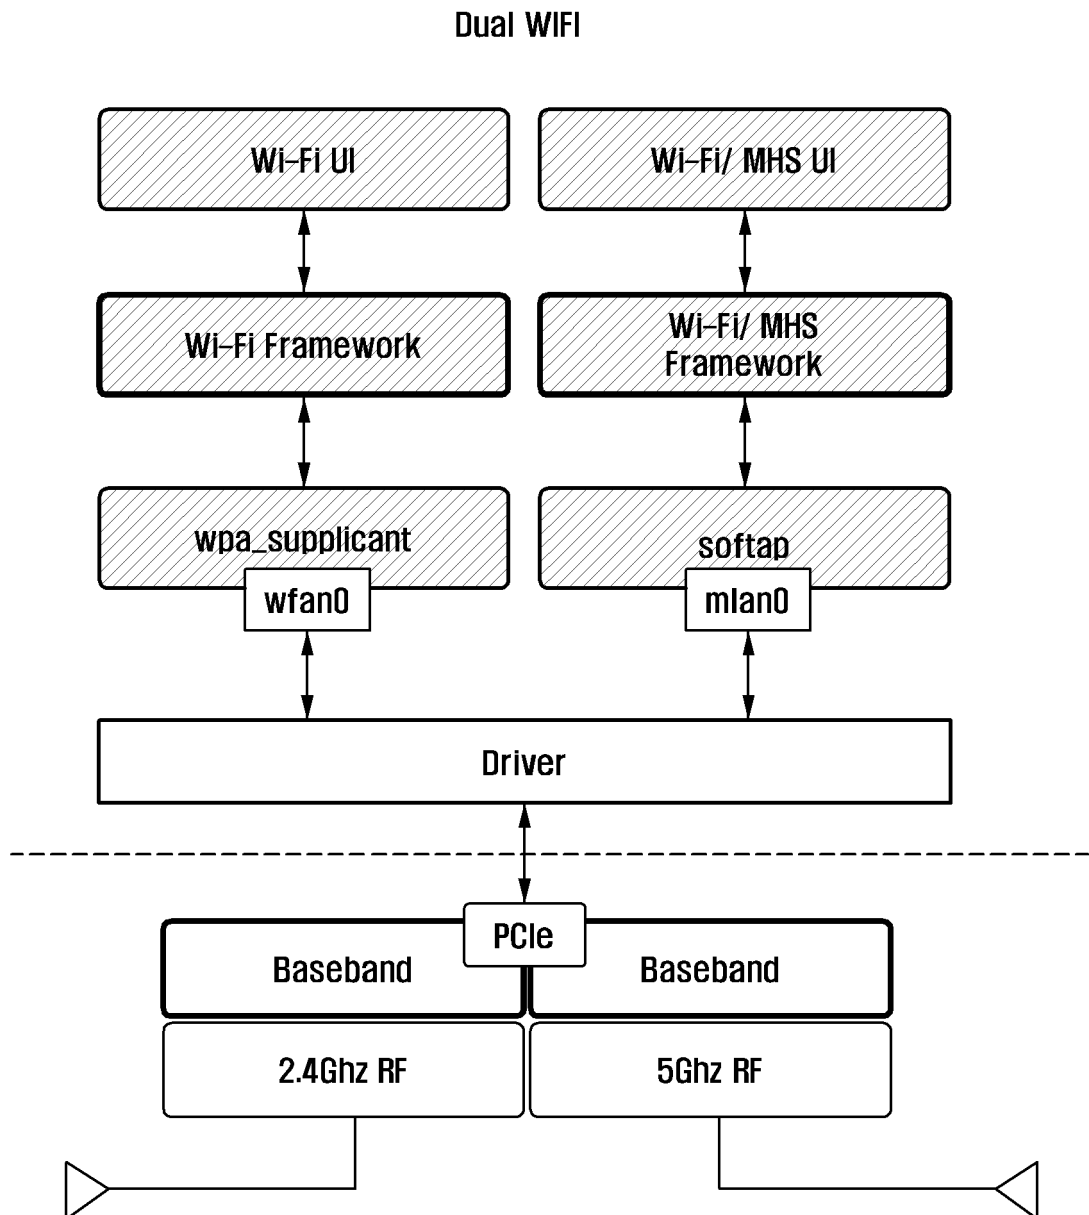 Dual WIFI
Wi-Fi UI
Wi-Fi/ MHS UI
Wi-Fi Framework
Wi-Fi/ MHS
Framework
wpa_supplicant
softap
wfan0
mlan0
Driver
PCIe
Baseband
Baseband
2.4Ghz RF
5Ghz RF